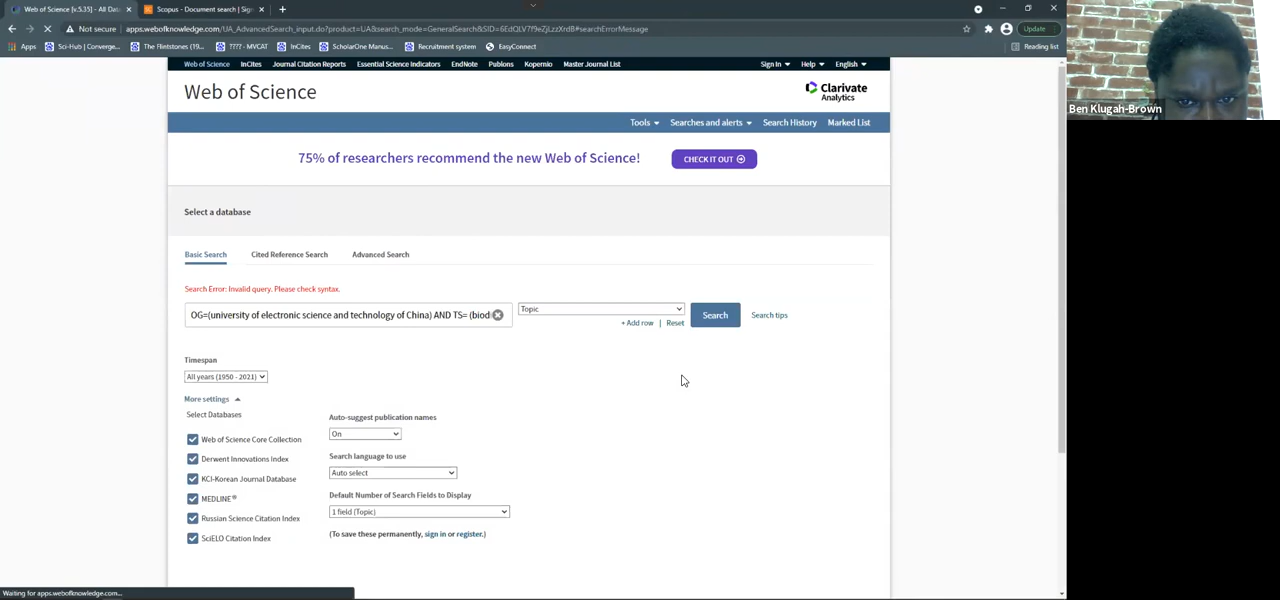 Web of Science [v.5.35] - All Dat
Scopus - Document search | Sign
Not secure
apps.webofknowledge.com/UA_AdvancedSearch_input.do?product=UA&search_mode=GeneralSearch&SID=6EdQLV7f9eZjLzzXrdB#searchErrorMessage
Update
Apps
Sci-Hub | Converge...
The Flintstones (19...
???? - MVCAT
InCites
ScholarOne Manus...
Recruitment system
EasyConnect
Reading list
Web of Science
InCites
Journal Citation Reports
Essential Science Indicators
EndNote
Publons
Kopernio
Master Journal List
Sign In
Help
English
Web of Science
Clarivate
Analytics
Tools
Searches and alerts
Search History
Marked List
75% of researchers recommend the new Web of Science!
CHECK IT OUT
Select a database
Basic Search
Cited Reference Search
Advanced Search
Search Error: Invalid query. Please check syntax.
OG=(university of electronic science and technology of China) AND TS= (biod
Topic
Search
Search tips
+ Add row | Reset
Timespan
All years (1950 - 2021)
More settings
Select Databases
Web of Science Core Collection
Derwent Innovations Index
KCI-Korean Journal Database
MEDLINE®
Russian Science Citation Index
SciELO Citation Index
Auto-suggest publication names
On
Search language to use
Auto select
Default Number of Search Fields to Display
1 field (Topic)
(To save these permanently, sign in or register.)
Waiting for apps.webofknowledge.com...
Ben Klugah-Brown